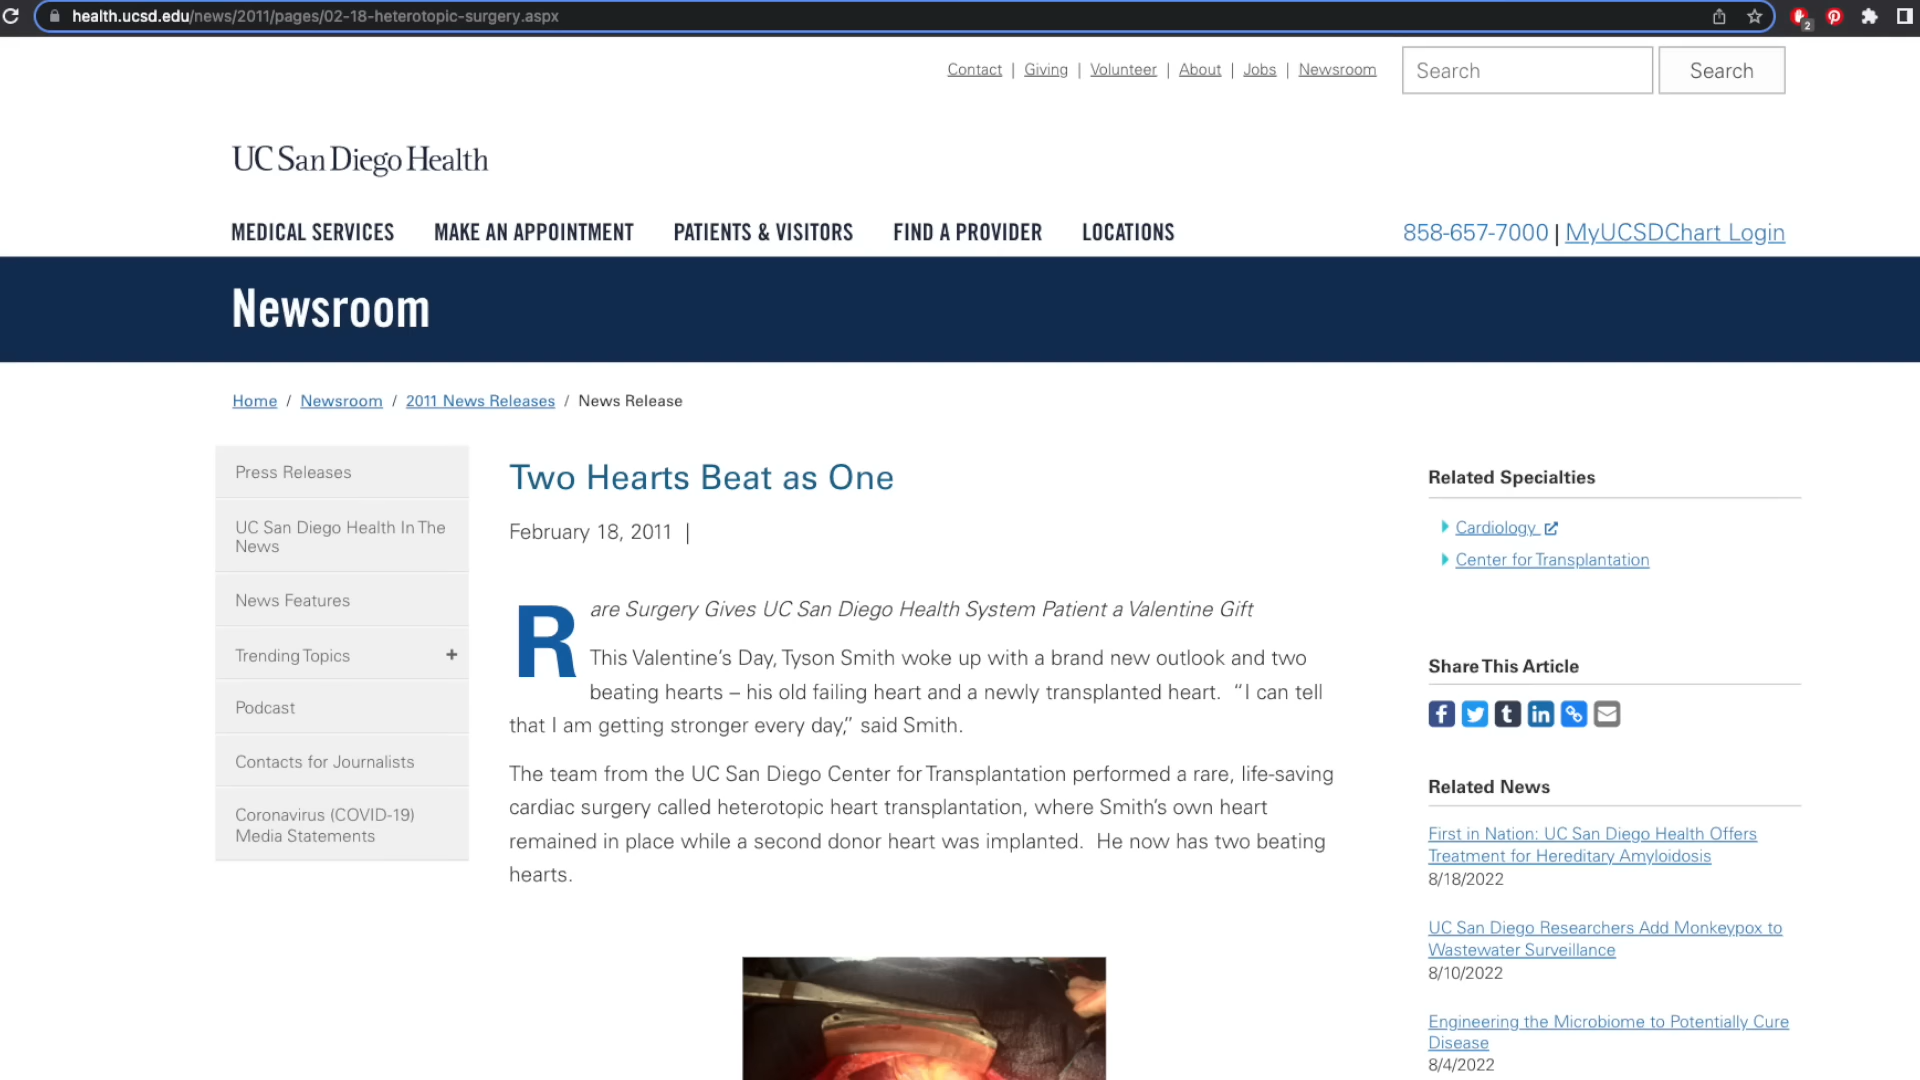 health.ucsd.edu/news/2011/pages/02-18-heterotopic-surgery.aspx
2
Contact | Giving | Volunteer | About | Jobs | Newsroom
Search
Search
UC San Diego Health
MEDICAL SERVICES MAKE AN APPOINTMENT PATIENTS & VISITORS FIND A PROVIDER LOCATIONS
858-657-7000 | MyUCSDChart Login
Newsroom
Home / Newsroom / 2011 News Releases / News Release
Press Releases
UC San Diego Health In The
News
News Features
Trending Topics +
Podcast
Contacts for Journalists
Coronavirus (COVID-19)
Media Statements
Two Hearts Beat as One
February 18, 2011 |
Rare Surgery Gives UC San Diego Health System Patient a Valentine Gift
This Valentine’s Day, Tyson Smith woke up with a brand new outlook and two
beating hearts – his old failing heart and a newly transplanted heart. “I can tell
that I am getting stronger every day,” said Smith.
The team from the UC San Diego Center for Transplantation performed a rare, life-saving
cardiac surgery called heterotopic heart transplantation, where Smith’s own heart
remained in place while a second donor heart was implanted. He now has two beating
hearts.
Related Specialties
Cardiology
Center for Transplantation
Share This Article
Related News
First in Nation: UC San Diego Health Offers
Treatment for Hereditary Amyloidosis
8/18/2022
UC San Diego Researchers Add Monkeypox to
Wastewater Surveillance
8/10/2022
Engineering the Microbiome to Potentially Cure
Disease
8/4/2022